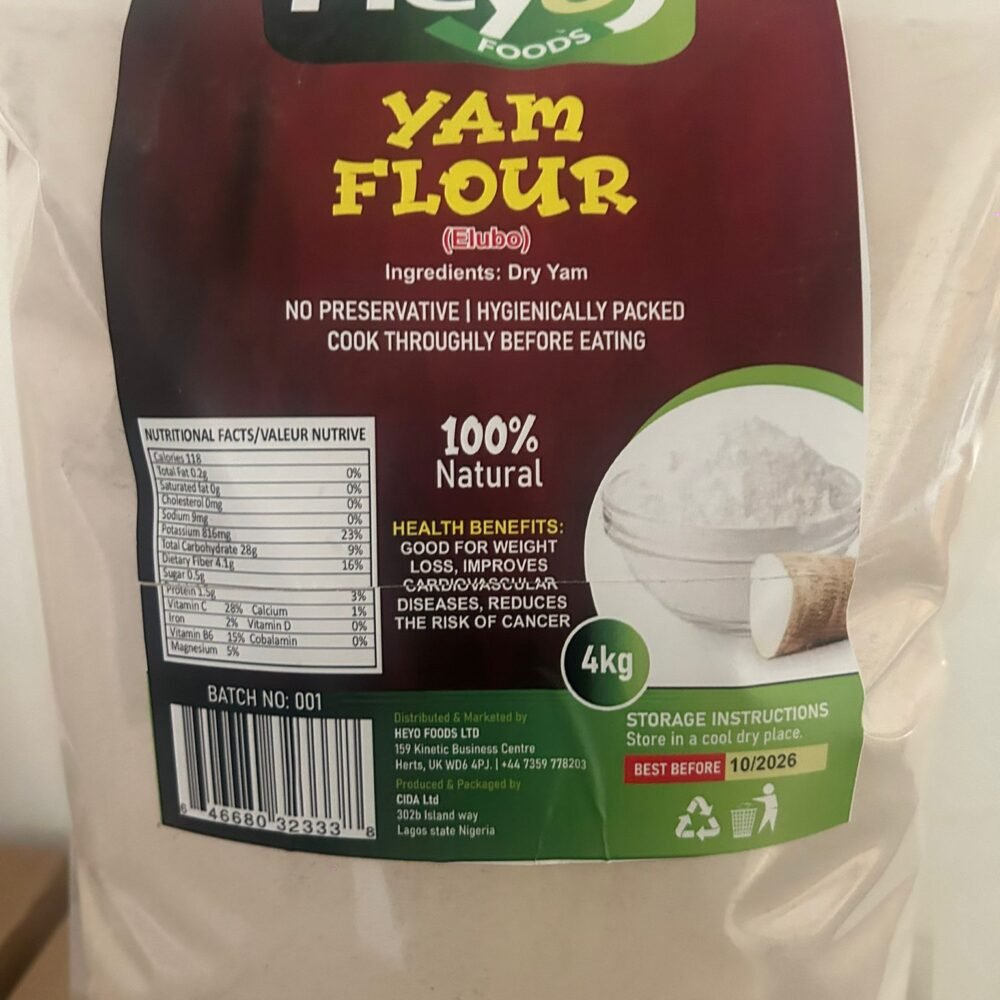 FOODS
YAM
FLOUR
(Elubo)
Ingredients: Dry Yam
NO PRESERVATIVE | HYGIENICALLY PACKED
COOK THROUGHLY BEFORE EATING
NUTRITIONAL FACTS/VALEUR NUTRIVE
Calories 118
Total Fat 0.2g 0%
Saturated fat 0g 0%
Cholesterol 0mg 0%
Sodium 9mg 0%
Potassium 816mg 23%
Total Carbohydrate 28g 9%
Dietary Fiber 4.1g 16%
Sugar 0.5g
Protein 1.5g 3%
Vitamin C 28% Calcium 1%
Iron 2% Vitamin D 0%
Vitamin B6 15% Cobalamin 0%
Magnesium 5%
100%
Natural
HEALTH BENEFITS:
GOOD FOR WEIGHT
LOSS, IMPROVES
CARDIOVASCULAR
DISEASES, REDUCES
THE RISK OF CANCER
4kg
BATCH NO: 001
6 46680 32333 8
Distributed & Marketed by
HEYO FOODS LTD
159 Kinetic Business Centre
Herts, UK WD6 4PJ. | +44 7359 778203
Produced & Packaged by
CIDA Ltd
302b Island way
Lagos state Nigeria
STORAGE INSTRUCTIONS
Store in a cool dry place.
BEST BEFORE 10/2026